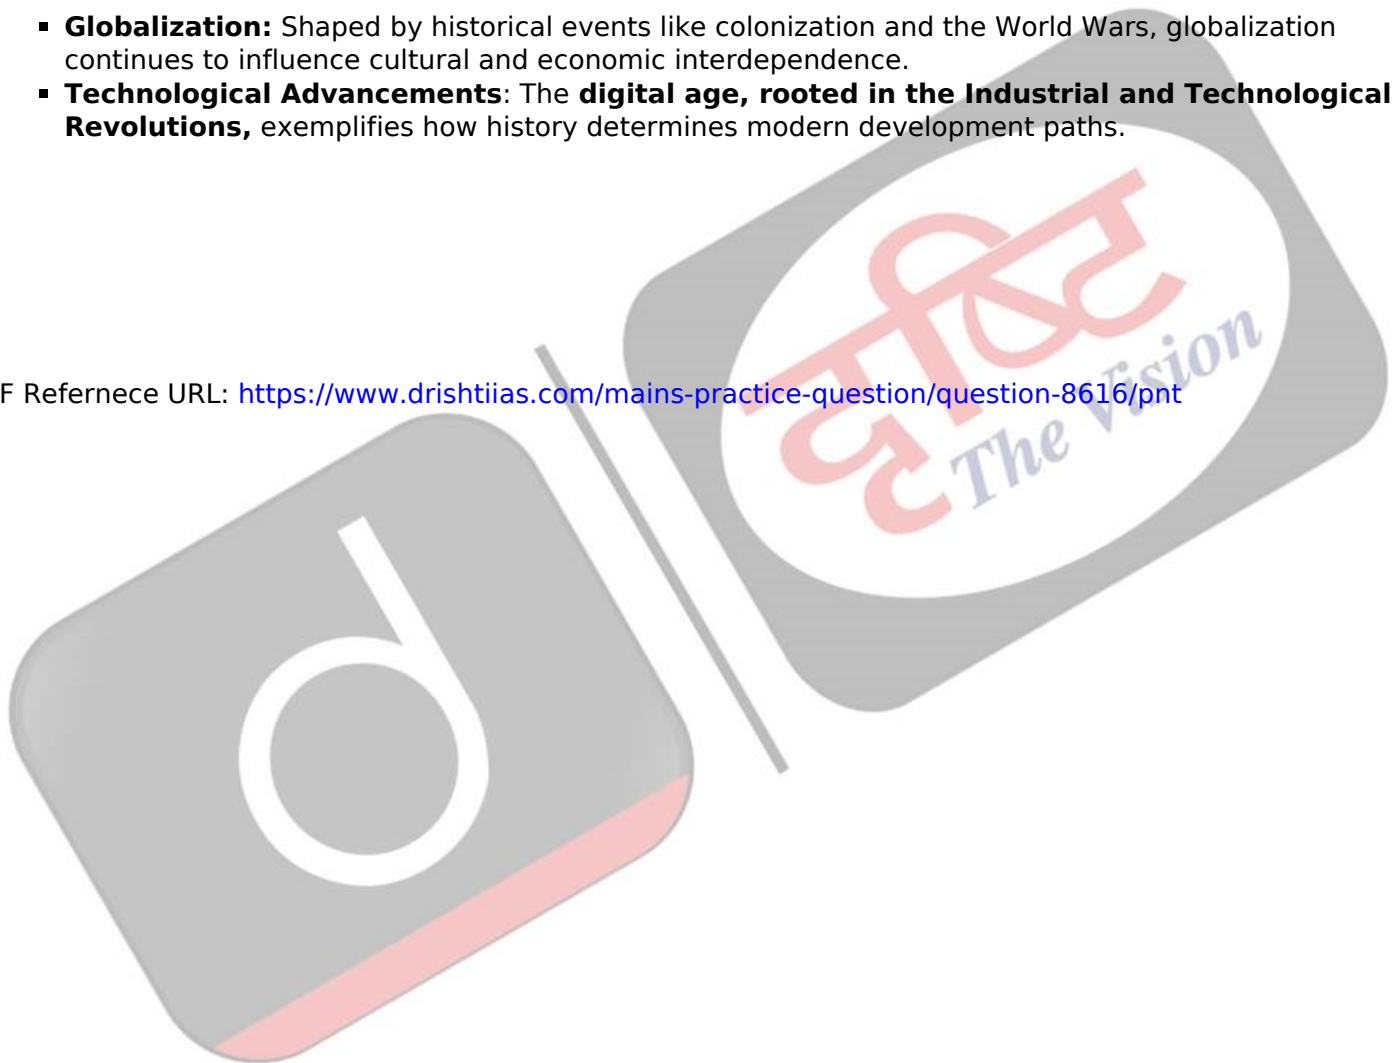 ▪ Globalization: Shaped by historical events like colonization and the World Wars, globalization
continues to influence cultural and economic interdependence.
▪ Technological Advancements: The digital age, rooted in the Industrial and Technological
Revolutions, exemplifies how history determines modern development paths.
दृष्टि
The Vision
F Refernece URL: https://www.drishtiias.com/mains-practice-question/question-8616/pnt
d